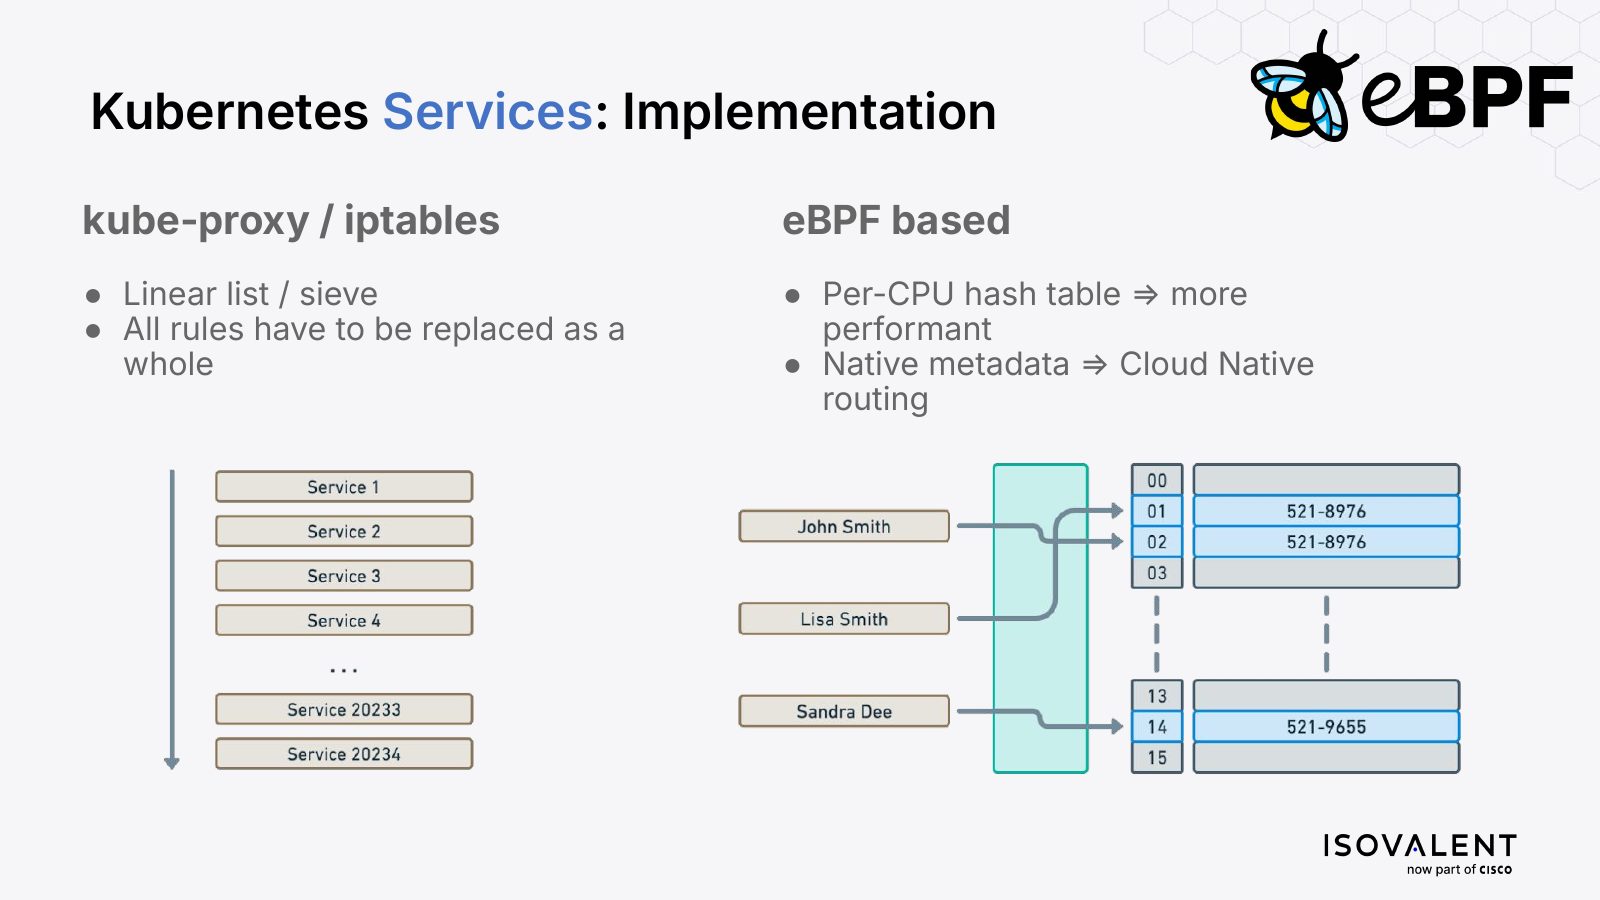 eBPF
Kubernetes Services: Implementation
kube-proxy / iptables
● Linear list / sieve
● All rules have to be replaced as a
whole
eBPF based
● Per-CPU hash table ⇒ more
performant
● Native metadata ⇒ Cloud Native
routing
Service 1
Service 2
Service 3
Service 4
...
Service 20233
Service 20234
John Smith
Lisa Smith
Sandra Dee
00
01 521-8976
02 521-8976
03
13
14 521-9655
15
ISOVALENT
now part of CISCO